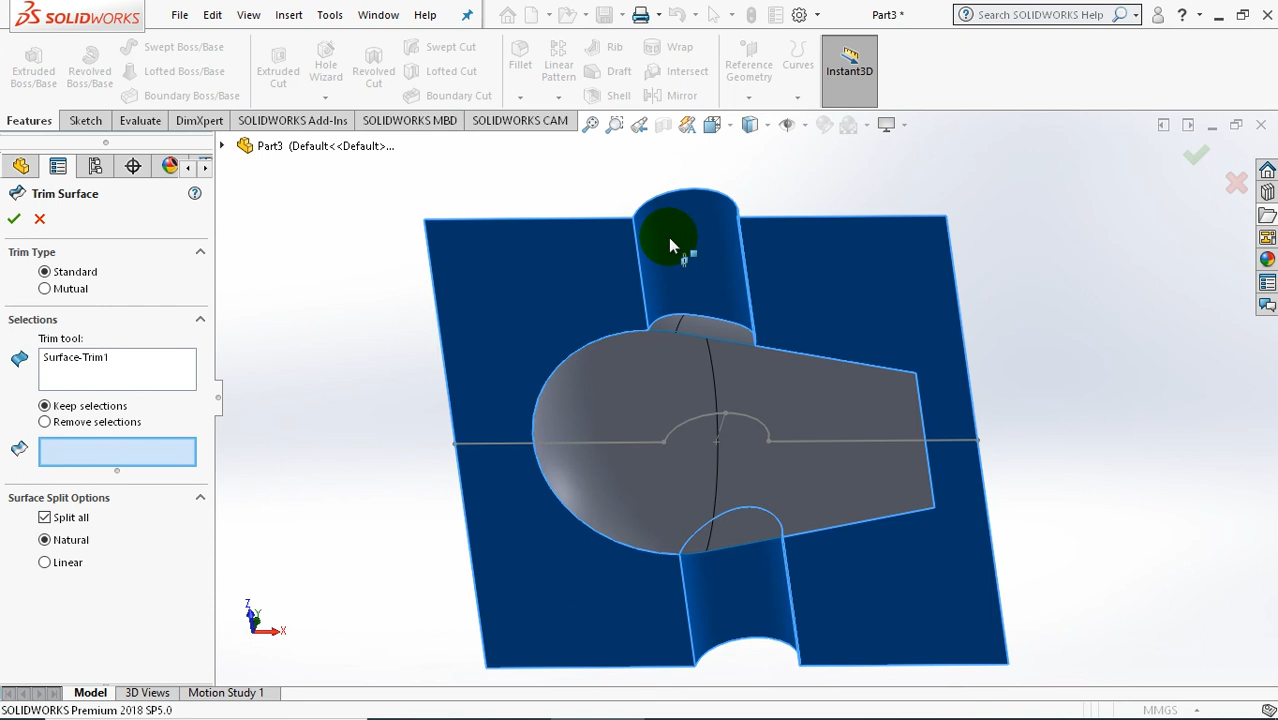 SOLIDWORKS File Edit View Insert Tools Window Help Part3 * Search SOLIDWORKS Help ?
Extruded Boss/Base
Revolved Boss/Base
Swept Boss/Base
Lofted Boss/Base
Boundary Boss/Base
Extruded Cut
Hole Wizard
Revolved Cut
Swept Cut
Lofted Cut
Boundary Cut
Fillet
Linear Pattern
Rib
Draft
Shell
Wrap
Intersect
Mirror
Reference Geometry
Curves
Instant3D
Features Sketch Evaluate DimXpert SOLIDWORKS Add-Ins SOLIDWORKS MBD SOLIDWORKS CAM
Part3 (Default<<Default>...
Trim Surface
Trim Type
Standard
Mutual
Selections
Trim tool:
Surface-Trim1
Keep selections
Remove selections
Surface Split Options
Split all
Natural
Linear
Z
Y
X
Model 3D Views Motion Study 1
SOLIDWORKS Premium 2018 SP5.0 MMGS